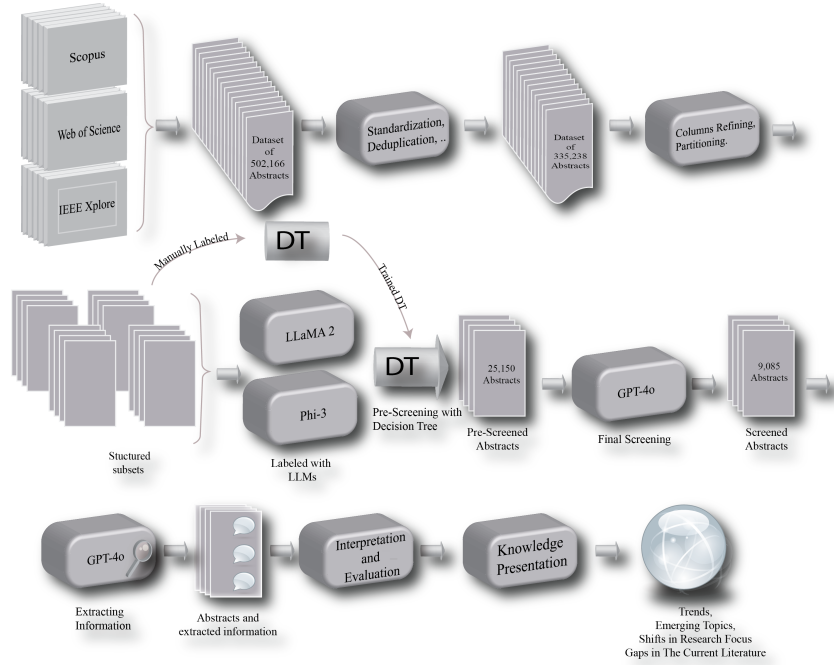 Scopus
Web of Science
IEEE Xplore
Dataset
of
502,166
Abstracts
Standardization,
Deduplication, ..
Dataset
of
335,238
Abstracts
Columns Refining,
Partitioning.
Manually Labeled
DT
Trained DT
Stuctured
subsets
LLaMA 2
Phi-3
Labeled with
LLMs
DT
Pre-Screening with
Decision Tree
25,150
Abstracts
Pre-Screened
Abstracts
GPT-4o
Final Screening
9,085
Abstracts
Screened
Abstracts
GPT-4o
Extracting
Information
Abstracts and
extracted information
Interpretation
and
Evaluation
Knowledge
Presentation
Trends,
Emerging Topics,
Shifts in Research Focus
Gaps in The Current Literature